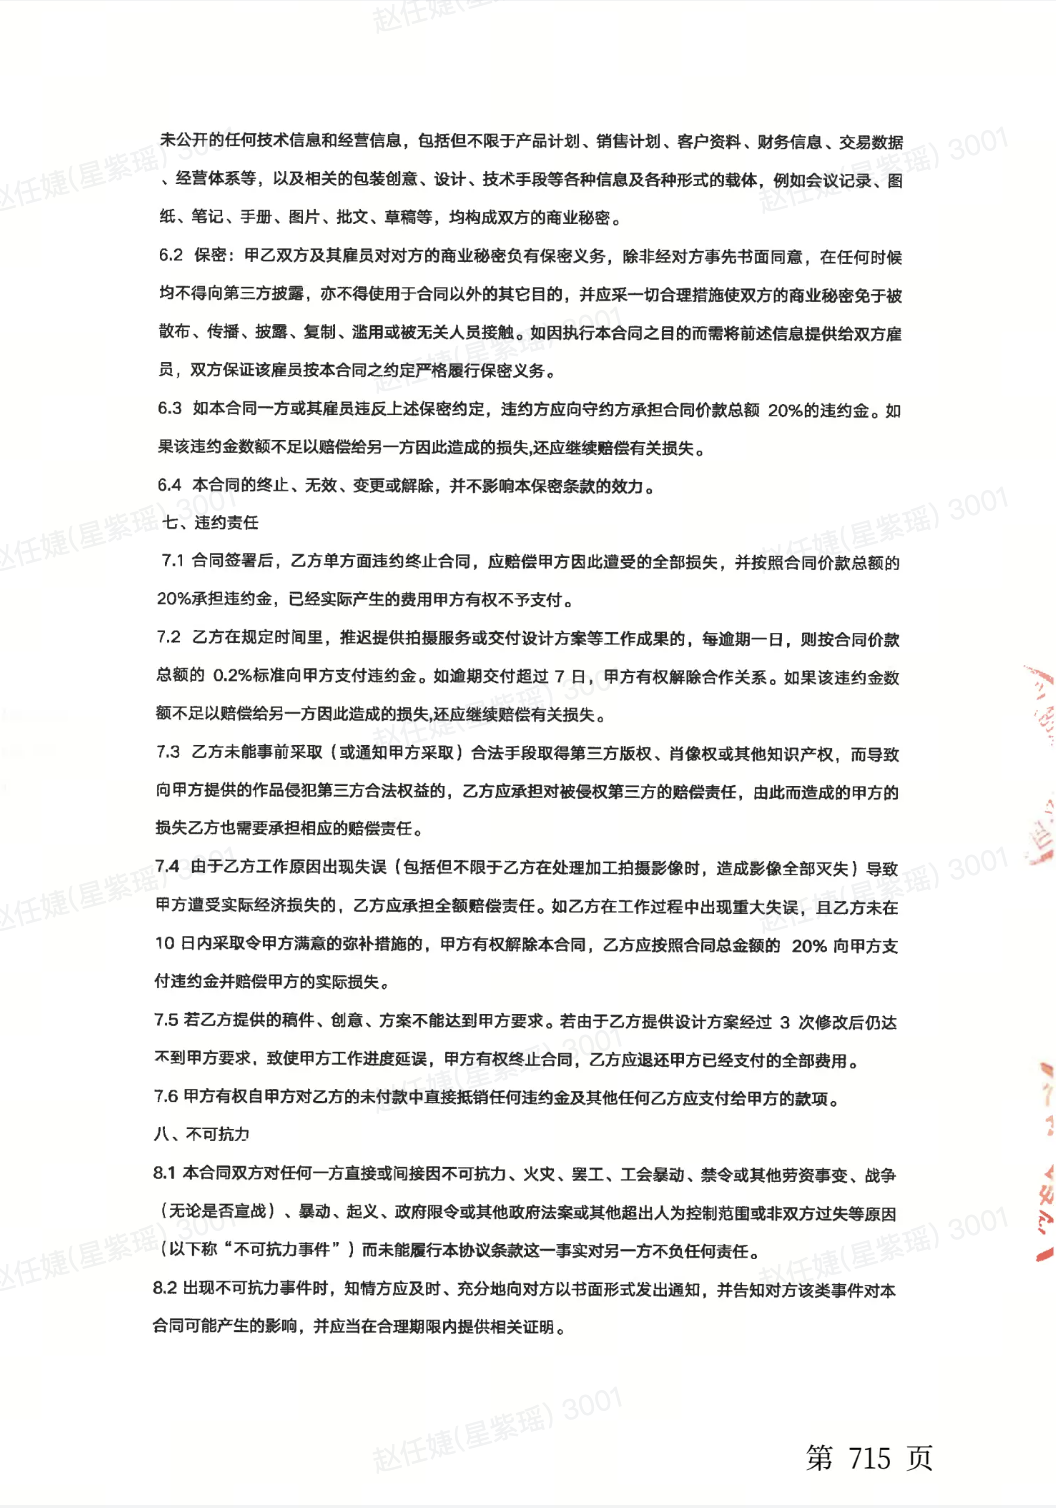 赵任婕(星紫瑶) 3001
未公开的任何技术信息和经营信息，包括但不限于产品计划、销售计划、客户资料、财务信息、交易数据
、经营体系等，以及相关的包装创意、设计、技术手段等各种信息及各种形式的载体，例如会议记录、图
纸、笔记、手册、图片、批文、草稿等，均构成双方的商业秘密。
6.2 保密：甲乙双方及其雇员对对方的商业秘密负有保密义务，除非经对方事先书面同意，在任何时候
均不得向第三方披露，亦不得使用于合同以外的其它目的，并应采一切合理措施使双方的商业秘密免于被
散布、传播、披露、复制、滥用或被无关人员接触。如因执行本合同之目的而需将前述信息提供给双方雇
员，双方保证该雇员按本合同之约定严格履行保密义务。
6.3 如本合同一方或其雇员违反上述保密约定，违约方应向守约方承担合同价款总额 20%的违约金。如
果该违约金数额不足以赔偿给另一方因此造成的损失,还应继续赔偿有关损失。
6.4 本合同的终止、无效、变更或解除，并不影响本保密条款的效力。
七、违约责任
7.1 合同签署后，乙方单方面违约终止合同，应赔偿甲方因此遭受的全部损失，并按照合同价款总额的
20%承担违约金，已经实际产生的费用甲方有权不予支付。
7.2 乙方在规定时间里，推迟提供拍摄服务或交付设计方案等工作成果的，每逾期一日，则按合同价款
总额的 0.2%标准向甲方支付违约金。如逾期交付超过 7 日，甲方有权解除合作关系。如果该违约金数
额不足以赔偿给另一方因此造成的损失,还应继续赔偿有关损失。
7.3 乙方未能事前采取（或通知甲方采取）合法手段取得第三方版权、肖像权或其他知识产权，而导致
向甲方提供的作品侵犯第三方合法权益的，乙方应承担对被侵权第三方的赔偿责任，由此而造成的甲方的
损失乙方也需要承担相应的赔偿责任。
7.4 由于乙方工作原因出现失误（包括但不限于乙方在处理加工拍摄影像时，造成影像全部灭失）导致
甲方遭受实际经济损失的，乙方应承担全额赔偿责任。如乙方在工作过程中出现重大失误，且乙方未在
10 日内采取令甲方满意的弥补措施的，甲方有权解除本合同，乙方应按照合同总金额的 20% 向甲方支
付违约金并赔偿甲方的实际损失。
7.5 若乙方提供的稿件、创意、方案不能达到甲方要求。若由于乙方提供设计方案经过 3 次修改后仍达
不到甲方要求，致使甲方工作进度延误，甲方有权终止合同，乙方应退还甲方已经支付的全部费用。
7.6 甲方有权自甲方对乙方的未付款中直接抵销任何违约金及其他任何乙方应支付给甲方的款项。
八、不可抗力
8.1 本合同双方对任何一方直接或间接因不可抗力、火灾、罢工、工会暴动、禁令或其他劳资事变、战争
（无论是否宣战）、暴动、起义、政府限令或其他政府法案或其他超出人为控制范围或非双方过失等原因
（以下称“不可抗力事件”）而未能履行本协议条款这一事实对另一方不负任何责任。
8.2 出现不可抗力事件时，知情方应及时、充分地向对方以书面形式发出通知，并告知对方该类事件对本
合同可能产生的影响，并应当在合理期限内提供相关证明。
赵任婕(星紫瑶) 3001
第 715 页